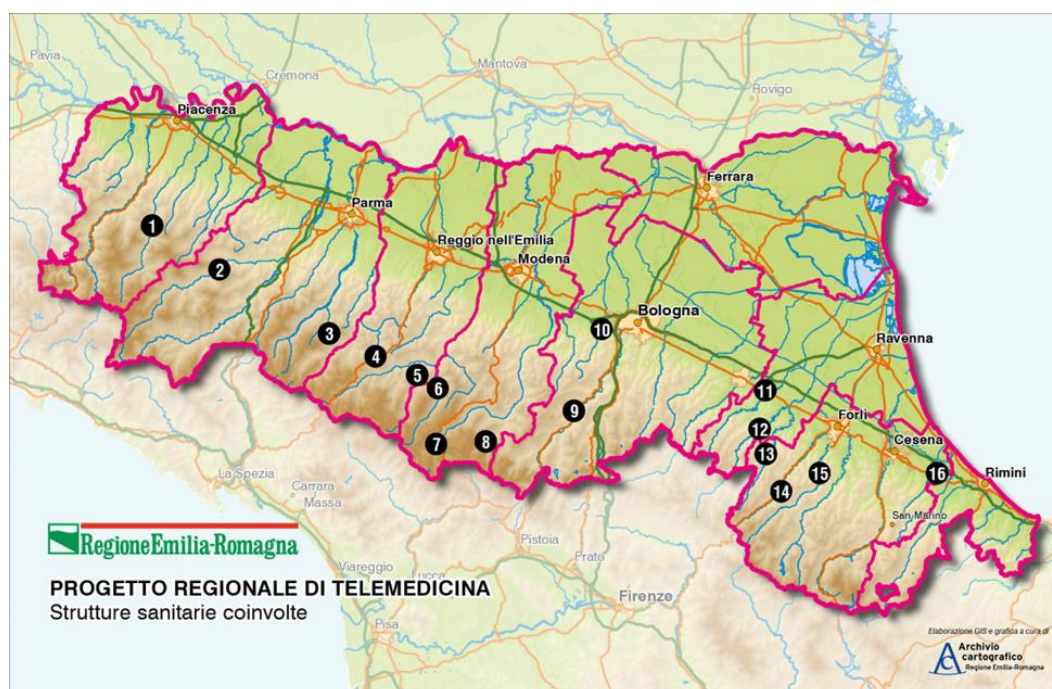 Pavia
Cremona
Mantova
Rovigo
Piacenza
Ferrara
Parma
1
Reggio nell'Emilia
Modena
2
Bologna
3
10
Ravenna
4
5
6
11
9
Forlì
12
7
8
Cesena
13
15
16
Rimini
14
La Spezia
Carrara
Massa
San Marino
RegioneEmilia-Romagna
Pistoia
Prato
PROGETTO REGIONALE DI TELEMEDICINA
Viareggio
Lucca
Strutture sanitarie coinvolte
Firenze
Pisa
Elaborazione GIS e grafica a cura di
Archivio
cartografico
Regione Emilia-Romagna